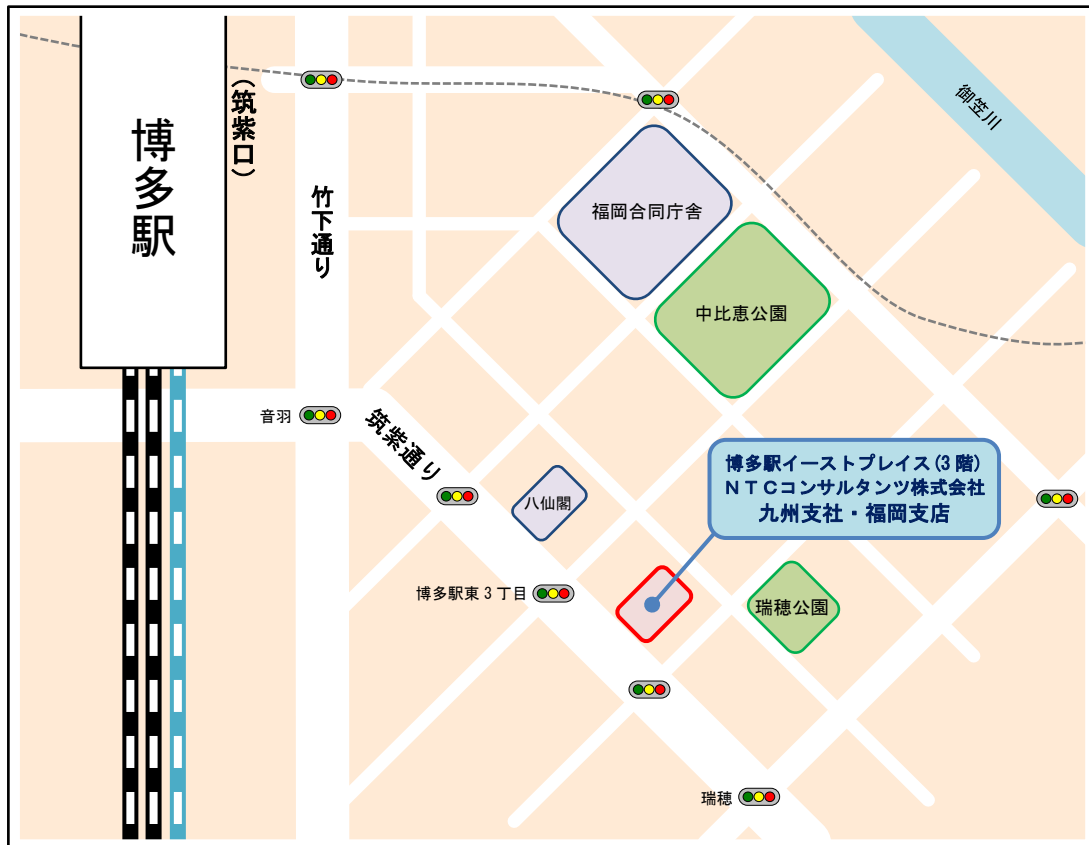 博多駅
(筑紫口)
竹下通り
御笠川
福岡合同庁舎
中比恵公園
音羽
筑紫通り
博多駅イーストプレイス(3階)
NTCコンサルタンツ株式会社
九州支社・福岡支店
八仙閣
博多駅東3丁目
瑞穂公園
瑞穂